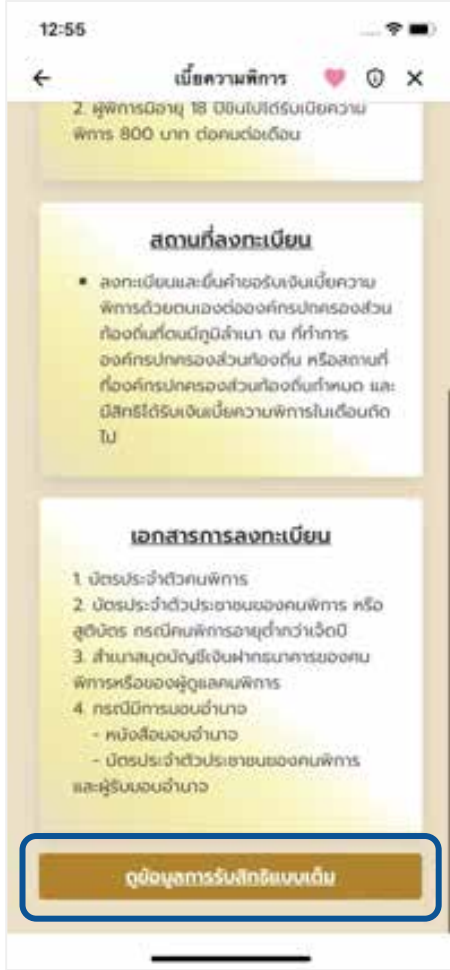 12:55
เบี้ยความพิการ
2. ผู้พิการมีอายุ 18 ปีขึ้นไปได้รับเบี้ยความ
พิการ 800 บาท ต่อคนต่อเดือน
สถานที่ลงทะเบียน
• ลงทะเบียนและยื่นคำขอรับเงินเบี้ยความ
พิการด้วยตนเองต่อองค์กรปกครองส่วน
ท้องถิ่นที่ตนมีภูมิลำเนา ณ ที่ทำการ
องค์กรปกครองส่วนท้องถิ่น หรือสถานที่
ที่องค์กรปกครองส่วนท้องถิ่นกำหนด และ
มีสิทธิได้รับเงินเบี้ยความพิการในเดือนถัด
ไป
เอกสารการลงทะเบียน
1. บัตรประจำตัวคนพิการ
2. บัตรประจำตัวประชาชนของคนพิการ หรือ
สูติบัตร กรณีคนพิการอายุต่ำกว่าเจ็ดปี
3. สำเนาสมุดบัญชีเงินฝากธนาคารของคน
พิการหรือของผู้ดูแลคนพิการ
4. กรณีมีการมอบอำนาจ
- หนังสือมอบอำนาจ
- บัตรประจำตัวประชาชนของคนพิการ
และผู้รับมอบอำนาจ
ดูข้อมูลการรับสิทธิแบบเต็ม